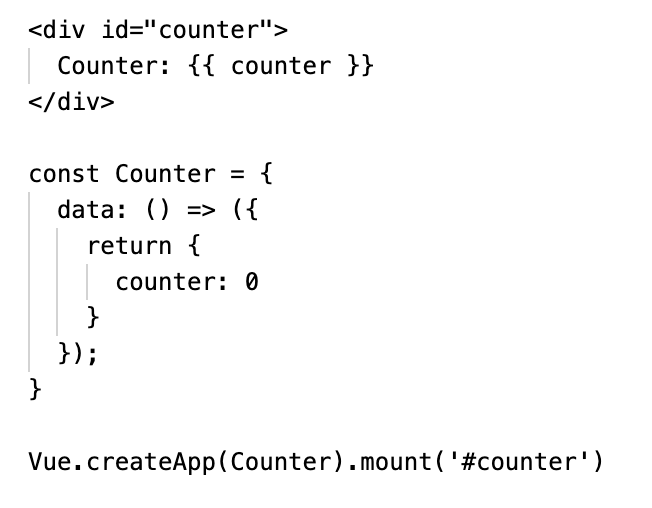 <div id="counter">
  Counter: {{ counter }}
</div>

const Counter = {
  data: () => ({
    return {
      counter: 0
    }
  });
}

Vue.createApp(Counter).mount('#counter')